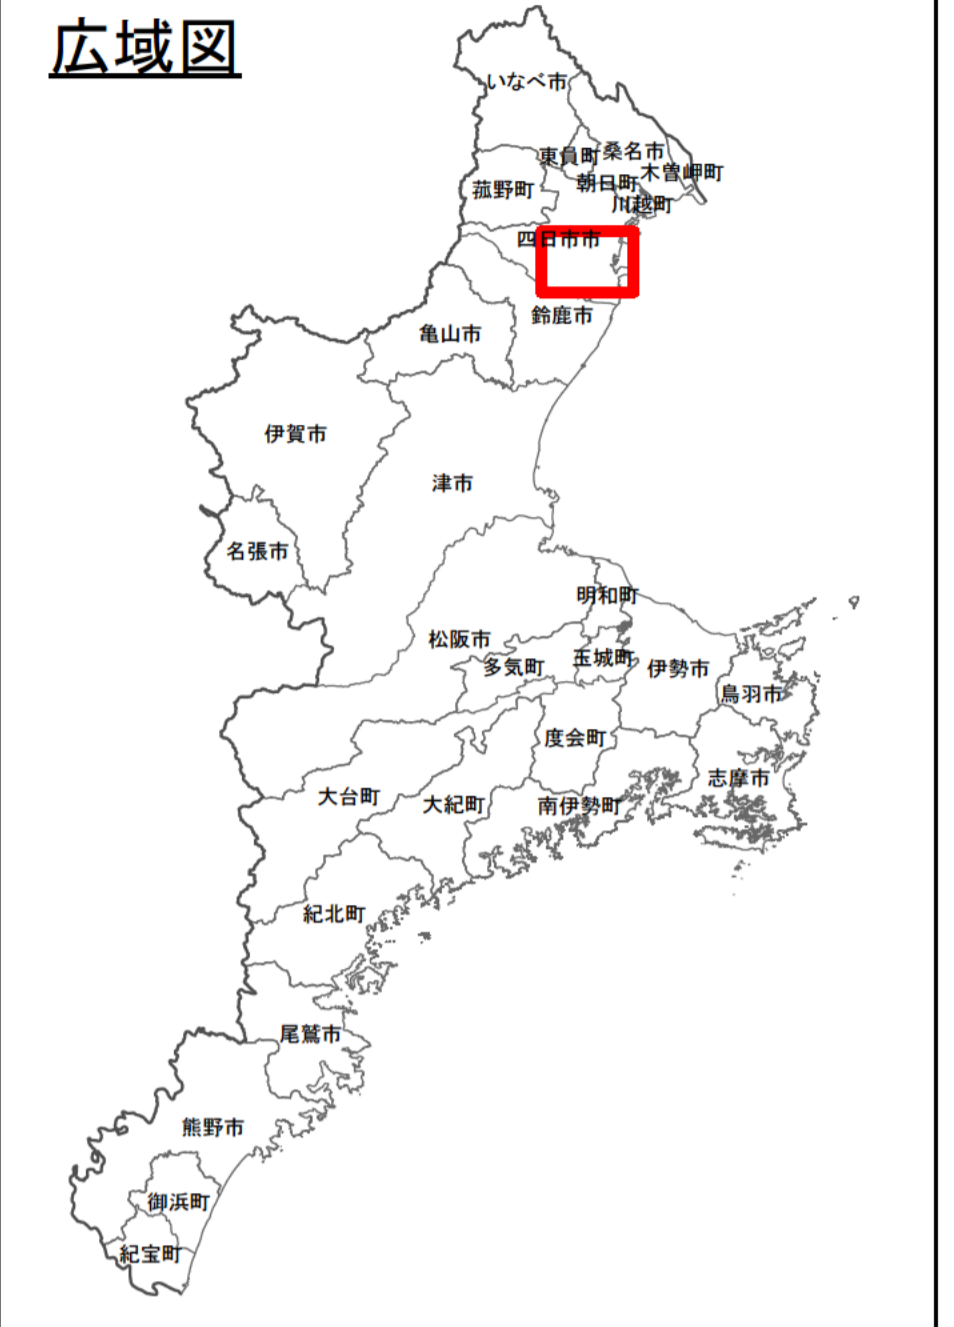 広域図
いなべ市
東員町
桑名市
木曽岬町
朝日町
菰野町
川越町
四日市市
鈴鹿市
亀山市
伊賀市
津市
名張市
明和町
松阪市
多気町
玉城町
伊勢市
鳥羽市
度会町
志摩市
大台町
大紀町
南伊勢町
紀北町
尾鷲市
熊野市
御浜町
紀宝町